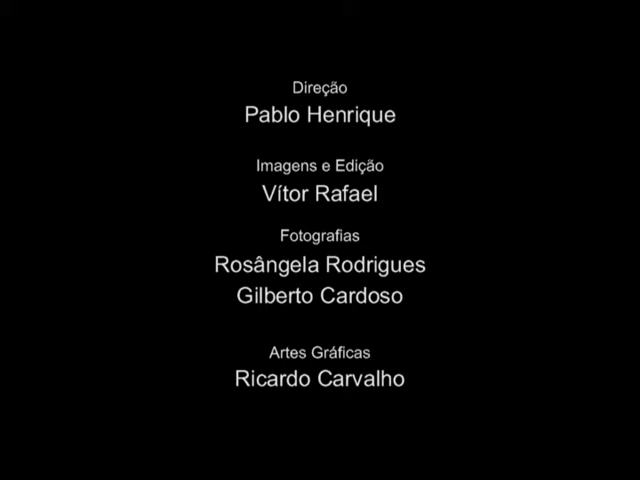 Direção
Pablo Henrique
Imagens e Edição
Vítor Rafael
Fotografias
Rosângela Rodrigues
Gilberto Cardoso
Artes Gráficas
Ricardo Carvalho